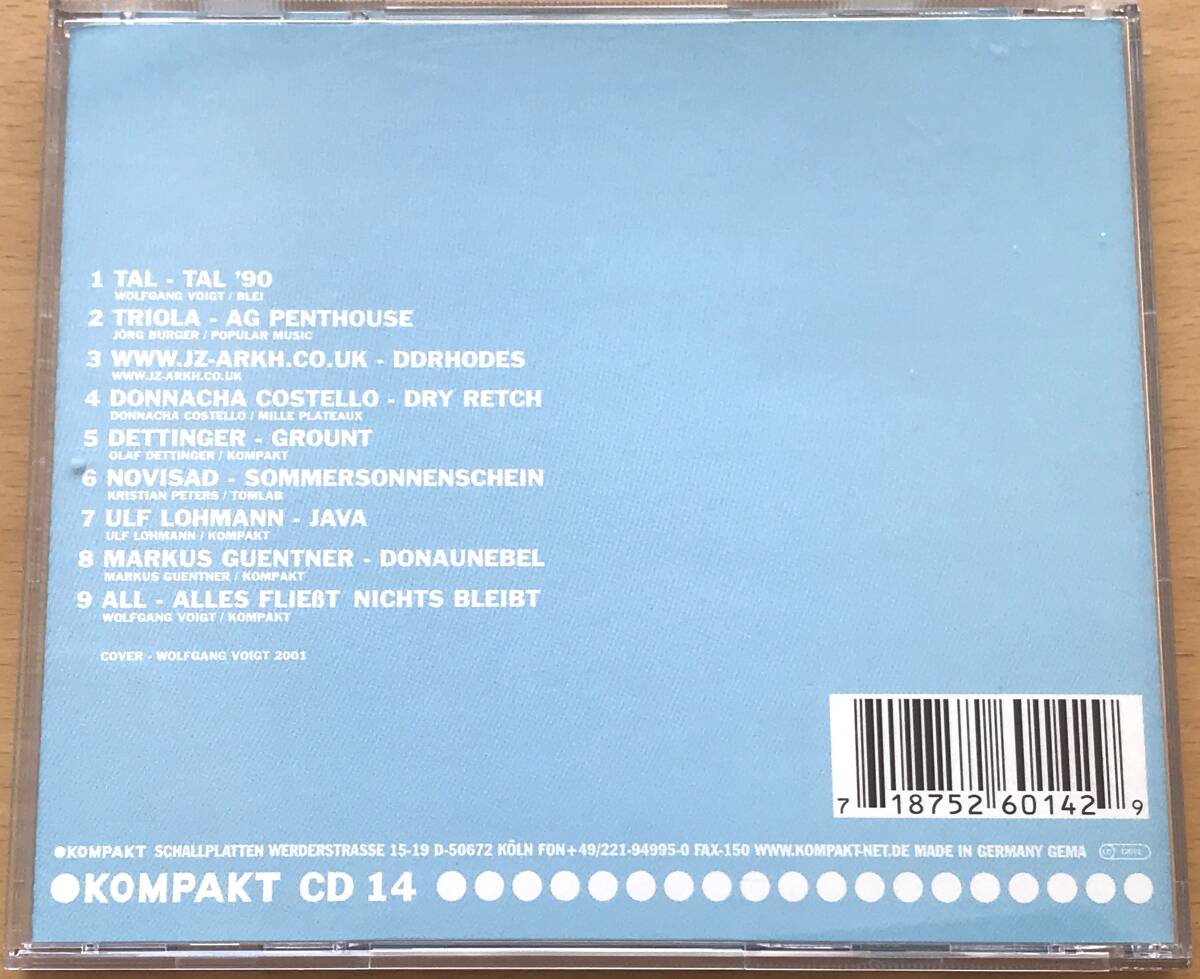 1 TAL - TAL '90
WOLFGANG VOIGT / BLEI
2 TRIOLA - AG PENTHOUSE
JÖRG BURGER / POPULAR MUSIC
3 WWW.JZ-ARKH.CO.UK - DDRHODES
WWW.JZ-ARKH.CO.UK
4 DONNACHA COSTELLO - DRY RETCH
DONNACHA COSTELLO / MILLE PLATEAUX
5 DETTINGER - GROUNT
OLAF DETTINGER / KOMPAKT
6 NOVISAD - SOMMERSONNENSCHEIN
KRISTIAN PETERS / TOMLAB
7 ULF LOHMANN - JAVA
ULF LOHMANN / KOMPAKT
8 MARKUS GUENTNER - DONAUNEBEL
MARKUS GUENTNER / KOMPAKT
9 ALL - ALLES FLIEßT NICHTS BLEIBT
WOLFGANG VOIGT / KOMPAKT
COVER - WOLFGANG VOIGT 2001
7 18752 60142 9
KOMPAKT SCHALLPLATTEN WERDERSTRASSE 15-19 D-50672 KÖLN FON+49/221-94995-0 FAX-150 WWW.KOMPAKT-NET.DE MADE IN GERMANY GEMA
KOMPAKT CD 14